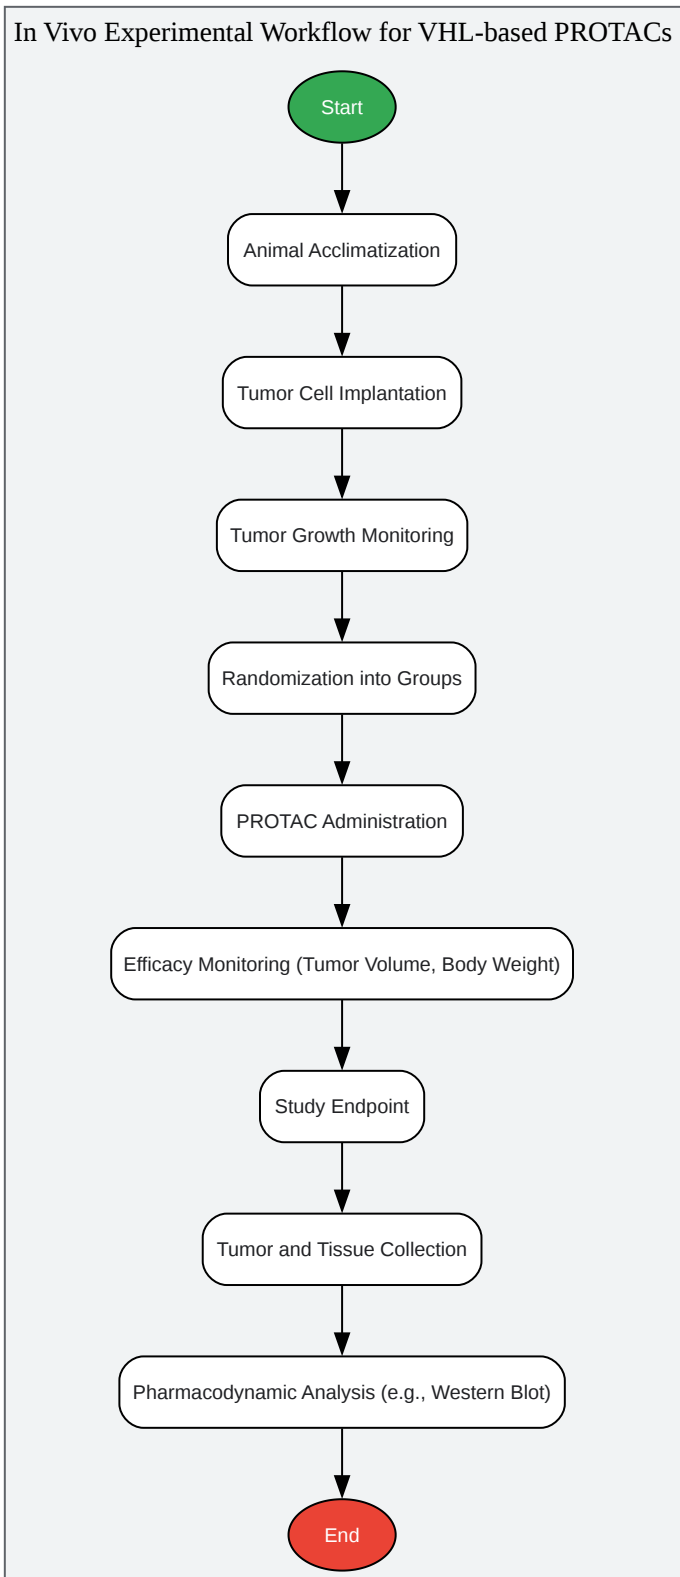 In Vivo Experimental Workflow for VHL-based PROTACs
Start
Animal Acclimatization
Tumor Cell Implantation
Tumor Growth Monitoring
Randomization into Groups
PROTAC Administration
Efficacy Monitoring (Tumor Volume, Body Weight)
Study Endpoint
Tumor and Tissue Collection
Pharmacodynamic Analysis (e.g., Western Blot)
End